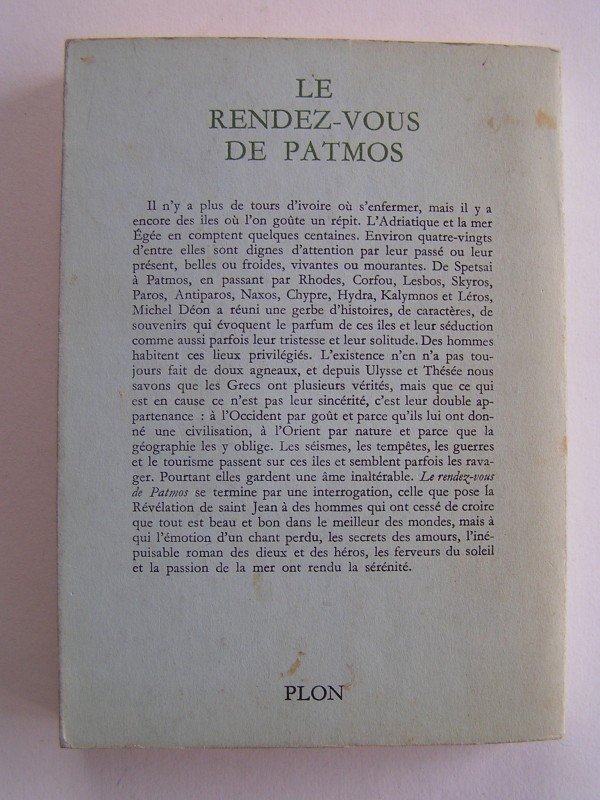 LE
RENDEZ-VOUS
DE PATMOS
Il n'y a plus de tours d'ivoire où s'enfermer, mais il y a
encore des iles où l'on goûte un répit. L'Adriatique et la mer
Égée en comptent quelques centaines. Environ quatre-vingts
d'entre elles sont dignes d'attention par leur passé ou leur
présent, belles ou froides, vivantes ou mourantes. De Spetsai
à Patmos, en passant par Rhodes, Corfou, Lesbos, Skyros,
Paros, Antiparos, Naxos, Chypre, Hydra, Kalymnos et Léros,
Michel Déon a réuni une gerbe d'histoires, de caractères, de
souvenirs qui évoquent le parfum de ces iles et leur séduction
comme aussi parfois leur tristesse et leur solitude. Des hommes
habitent ces lieux privilégiés. L'existence n'en n'a pas tou-
jours fait de doux agneaux, et depuis Ulysse et Thésée nous
savons que les Grecs ont plusieurs vérités, mais que ce qui
est en cause ce n'est pas leur sincérité, c'est leur double ap-
partenance : à l'Occident par goût et parce qu'ils lui ont don-
né une civilisation, à l'Orient par nature et parce que la
géographie les y oblige. Les séismes, les tempêtes, les guerres
et le tourisme passent sur ces iles et semblent parfois les rava-
ger. Pourtant elles gardent une âme inaltérable. Le rendez-vous
de Patmos se termine par une interrogation, celle que pose la
Révélation de saint Jean à des hommes qui ont cessé de croire
que tout est beau et bon dans le meilleur des mondes, mais à
qui l'émotion d'un chant perdu, les secrets des amours, l'iné-
puisable roman des dieux et des héros, les ferveurs du soleil
et la passion de la mer ont rendu la sérénité.
PLON